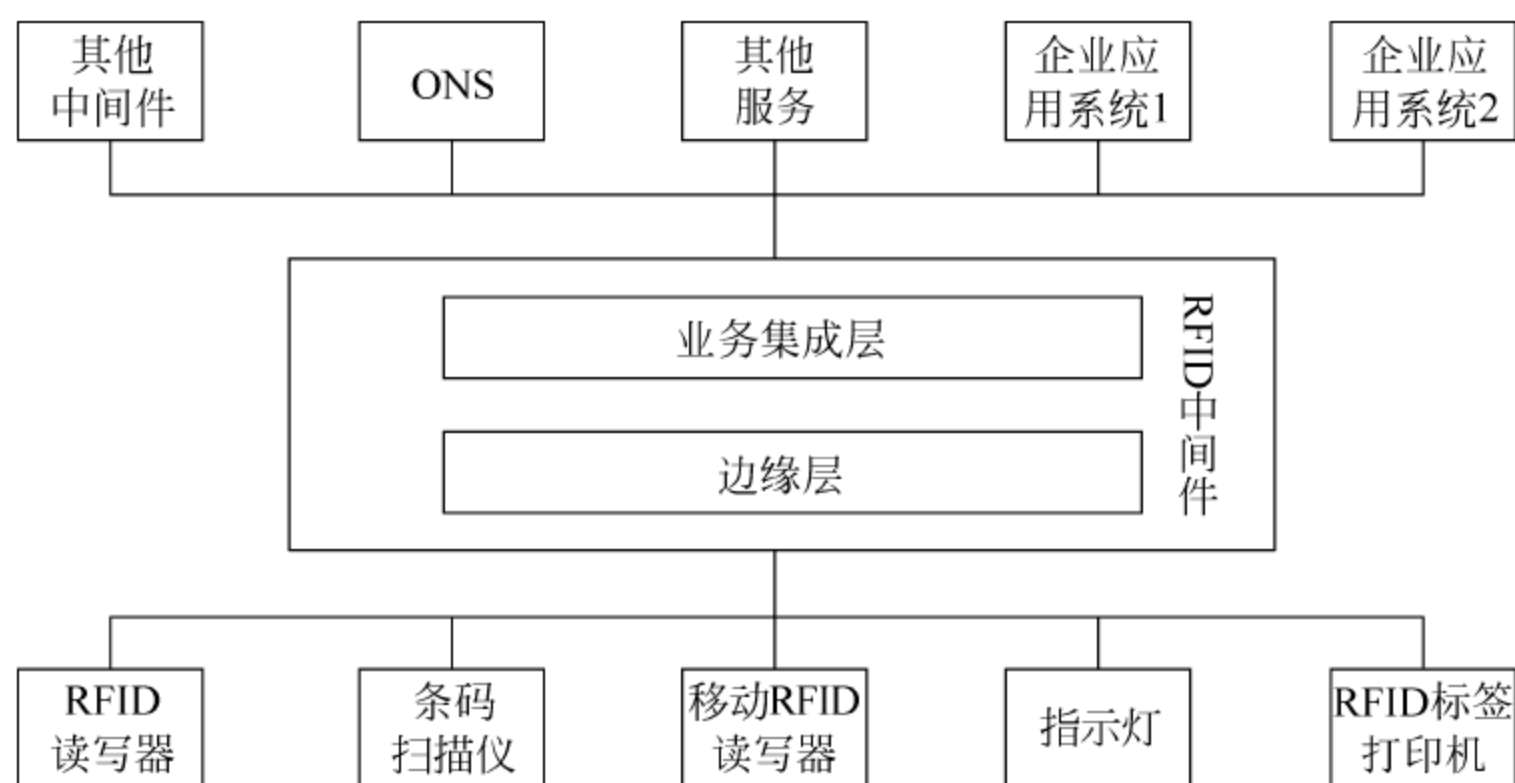 其他
中间件
ONS
其他
服务
企业应
用系统1
企业应
用系统2
业务集成层
边缘层
RFID中间件
RFID
读写器
条码
扫描仪
移动RFID
读写器
指示灯
RFID标签
打印机